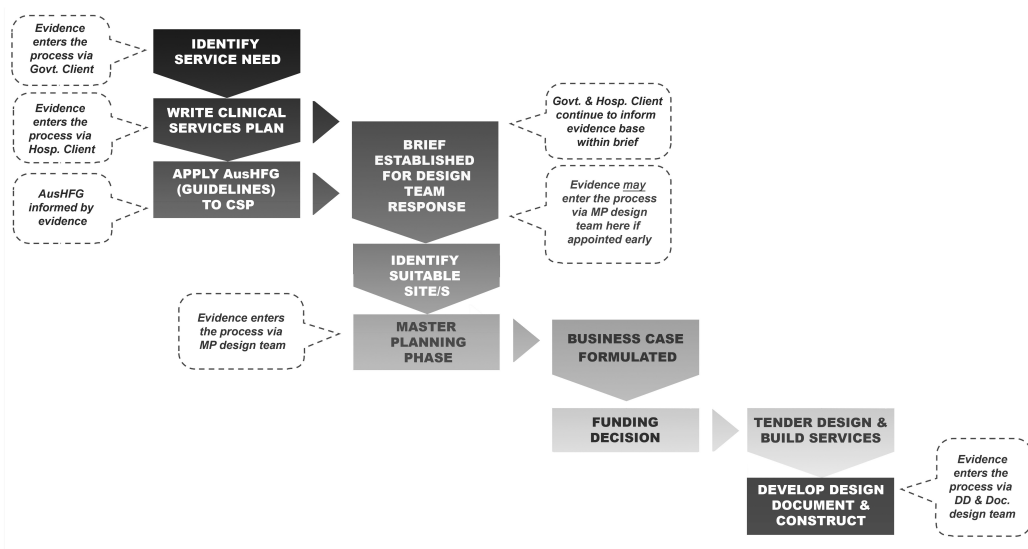 Evidence
enters the
process via
Govt. Client
IDENTIFY
SERVICE NEED
Evidence
enters the
process via
Hosp. Client
WRITE CLINICAL
SERVICES PLAN
AusHFG
informed by
evidence
APPLY AusHFG
(GUIDELINES)
TO CSP
BRIEF
ESTABLISHED
FOR DESIGN
TEAM
RESPONSE
Govt. & Hosp. Client
continue to inform
evidence base
within brief
Evidence may
enter the process
via MP design
team here if
appointed early
IDENTIFY
SUITABLE
SITE/S
Evidence enters
the process via
MP design team
MASTER
PLANNING
PHASE
BUSINESS CASE
FORMULATED
FUNDING
DECISION
TENDER DESIGN &
BUILD SERVICES
DEVELOP DESIGN
DOCUMENT &
CONSTRUCT
Evidence
enters the
process via
DD & Doc.
design team